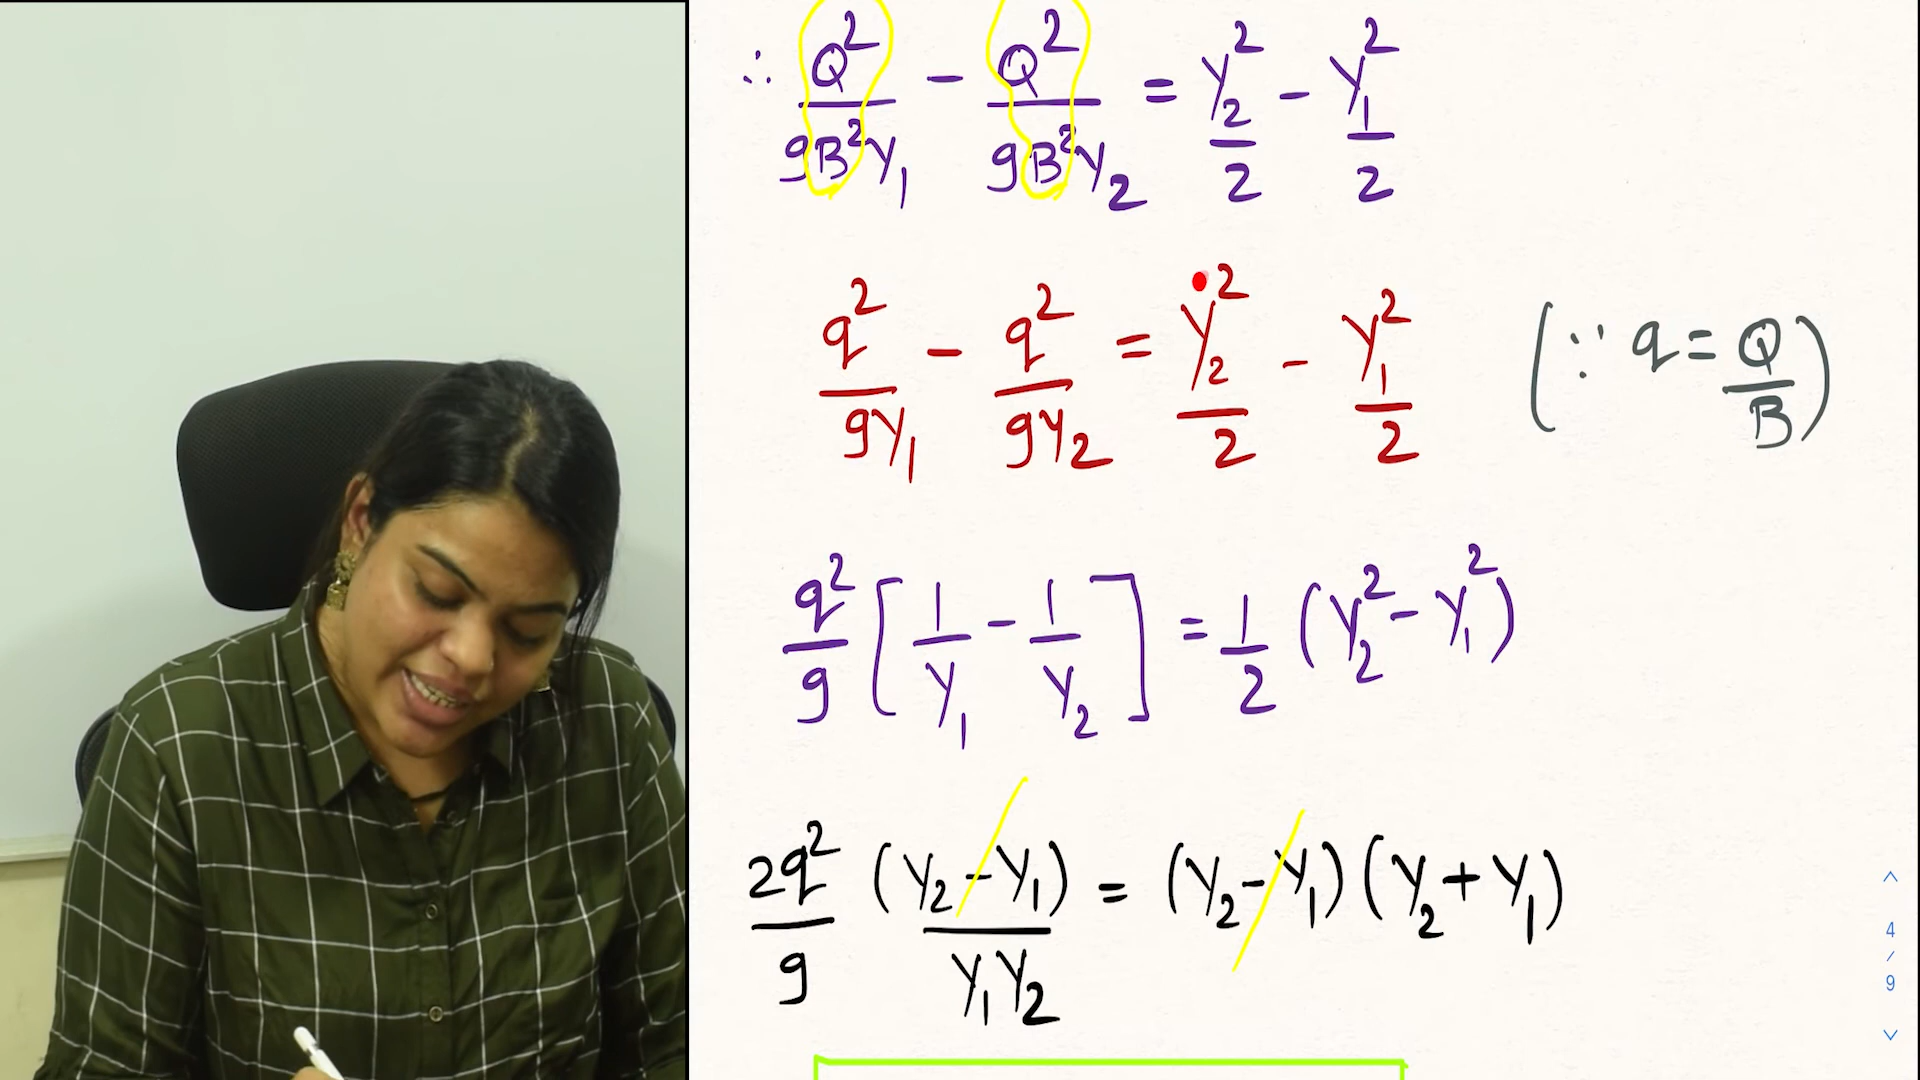 ∴ Q²/gB²y₁ − Q²/gB²y₂ = y₂²/2 − y₁²/2
q²/gy₁ − q²/gy₂ = y₂²/2 − y₁²/2 (∵ q = Q/B)
q²/g [1/y₁ − 1/y₂] = 1/2 (y₂² − y₁²)
2q²/g (y₂ − y₁)/y₁y₂ = (y₂ − y₁)(y₂ + y₁)
4
/
9